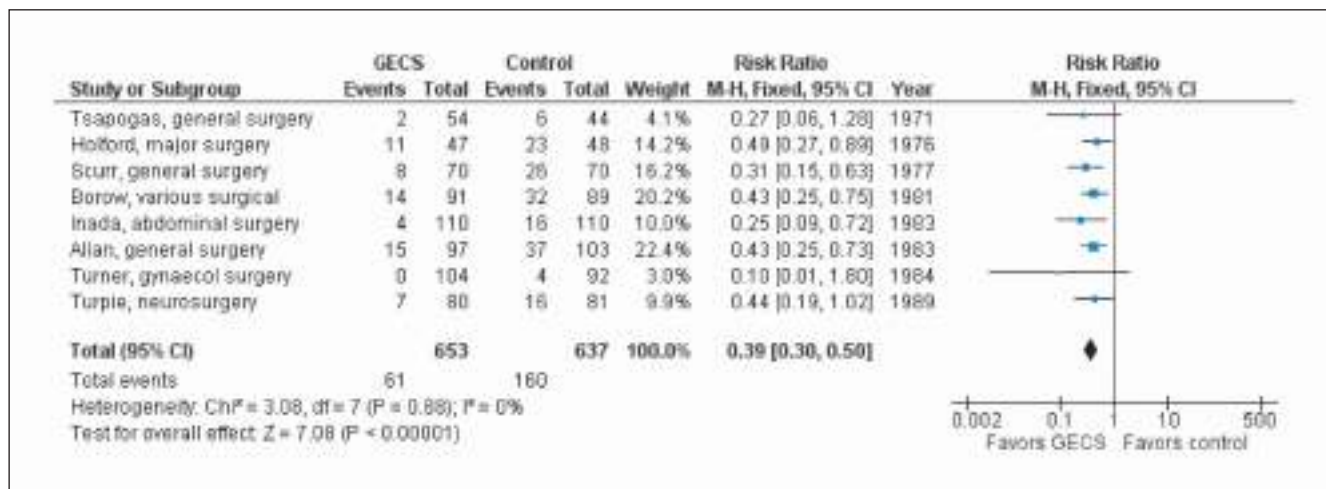 GECS Control Risk Ratio Risk Ratio
Study or Subgroup Events Total Events Total Weight M-H, Fixed, 95% CI Year M-H, Fixed, 95% CI
Tsapogas, general surgery 2 54 6 44 4.1% 0.27 [0.06, 1.28] 1971
Holford, major surgery 11 47 23 48 14.2% 0.49 [0.27, 0.89] 1976
Scurr, general surgery 8 70 26 70 16.2% 0.31 [0.15, 0.63] 1977
Borow, various surgical 14 91 32 89 20.2% 0.43 [0.25, 0.75] 1981
Inada, abdominal surgery 4 110 16 110 10.0% 0.25 [0.09, 0.72] 1983
Allan, general surgery 15 97 37 103 22.4% 0.43 [0.25, 0.73] 1983
Turner, gynaecol surgery 0 104 4 92 3.0% 0.10 [0.01, 1.80] 1984
Turpie, neurosurgery 7 80 16 81 9.9% 0.44 [0.19, 1.02] 1989
Total (95% CI) 653 637 100.0% 0.39 [0.30, 0.50]
Total events 61 160
Heterogeneity: Chi² = 3.08, df = 7 (P = 0.88); I² = 0%
Test for overall effect: Z = 7.08 (P < 0.00001)
0.002 0.1 1 10 500
Favors GECS Favors control